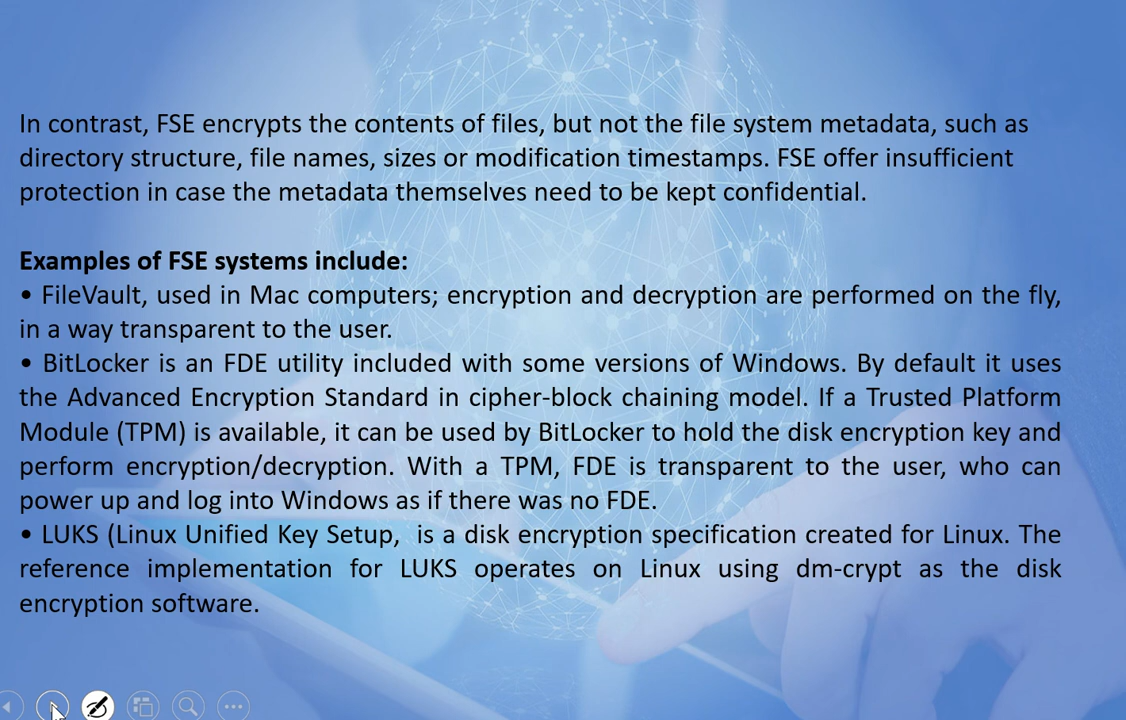 In contrast, FSE encrypts the contents of files, but not the file system metadata, such as
directory structure, file names, sizes or modification timestamps. FSE offer insufficient
protection in case the metadata themselves need to be kept confidential.
Examples of FSE systems include:
• FileVault, used in Mac computers; encryption and decryption are performed on the fly,
in a way transparent to the user.
• BitLocker is an FDE utility included with some versions of Windows. By default it uses
the Advanced Encryption Standard in cipher-block chaining model. If a Trusted Platform
Module (TPM) is available, it can be used by BitLocker to hold the disk encryption key and
perform encryption/decryption. With a TPM, FDE is transparent to the user, who can
power up and log into Windows as if there was no FDE.
• LUKS (Linux Unified Key Setup,  is a disk encryption specification created for Linux. The
reference implementation for LUKS operates on Linux using dm-crypt as the disk
encryption software.